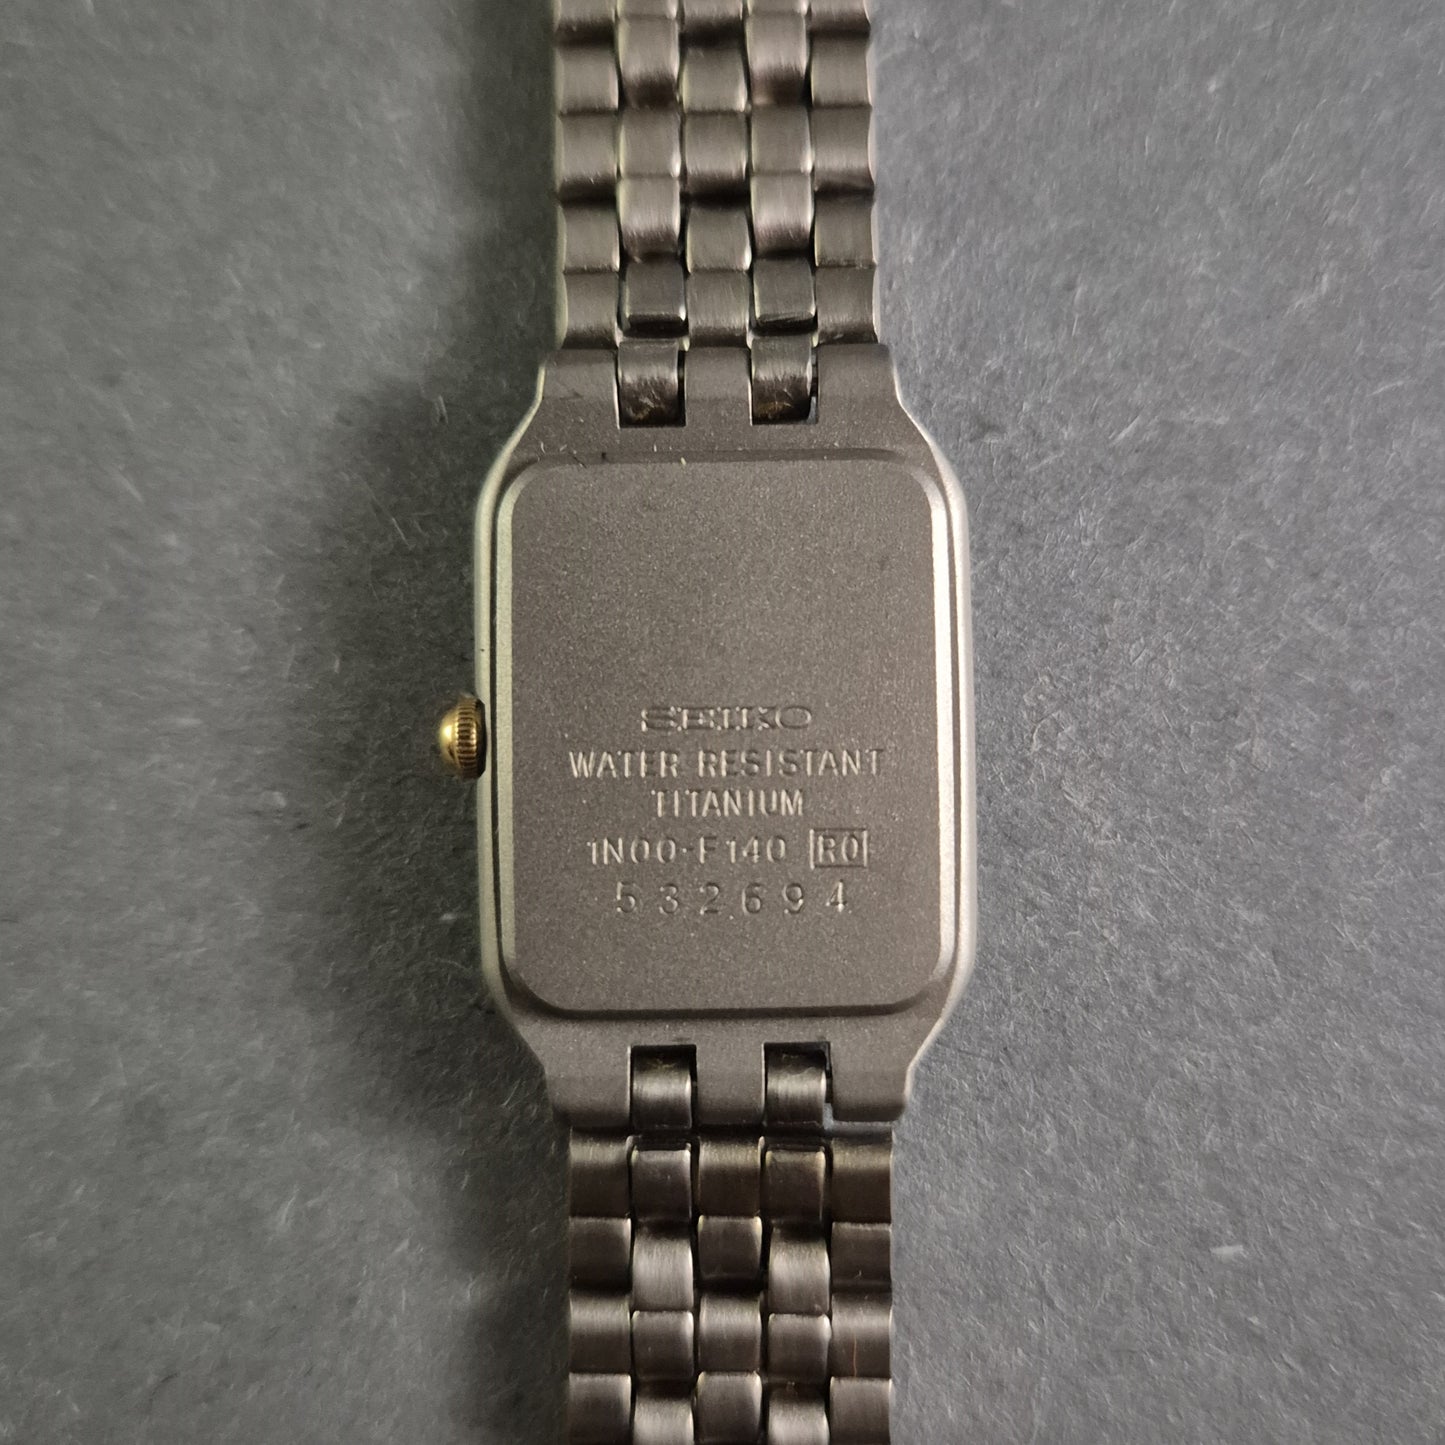 SEIKO
WATER RESISTANT
TITANIUM
1N00-F140 R0
532694